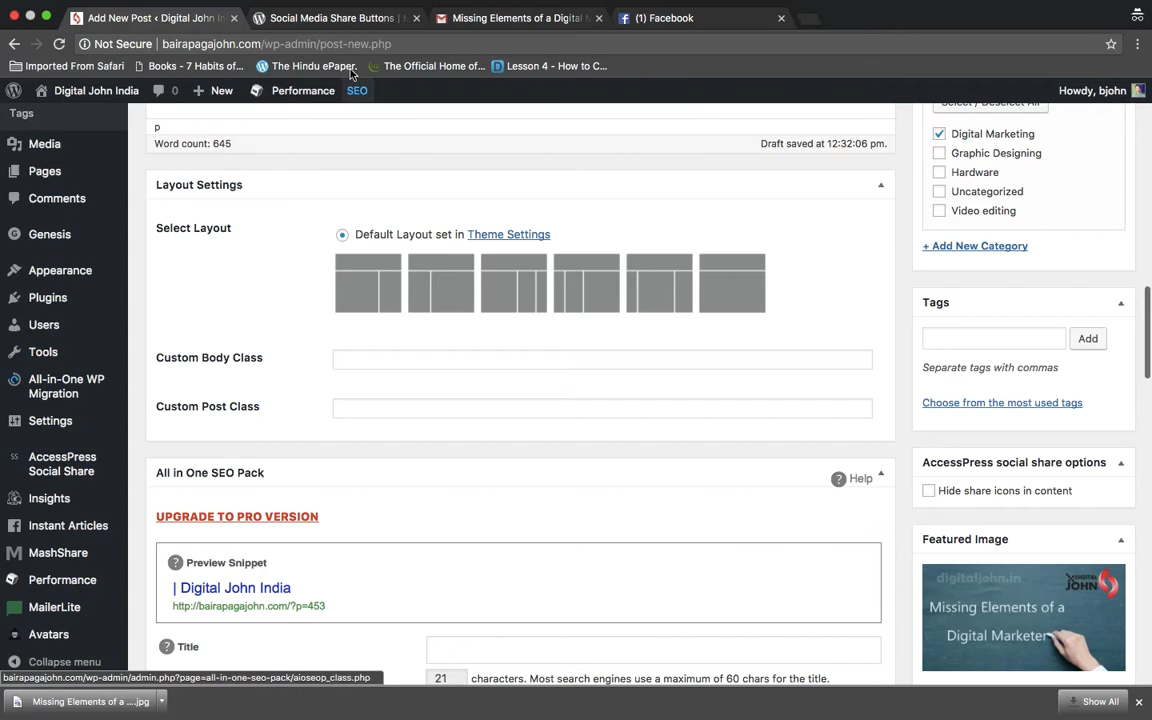 Add New Post ‹ Digital John In
Social Media Share Buttons |
Missing Elements of a Digital
(1) Facebook
Not Secure | bairapagajohn.com/wp-admin/post-new.php
Imported From Safari
Books - 7 Habits of...
The Hindu ePaper.
The Official Home of...
Lesson 4 - How to C...
Digital John India
0
New
Performance
SEO
Howdy, bjohn
Tags
Media
Pages
Comments
Genesis
Appearance
Plugins
Users
Tools
All-in-One WP
Migration
Settings
AccessPress
Social Share
Insights
Instant Articles
MashShare
Performance
MailerLite
Avatars
Collapse menu
p
Word count: 645
Draft saved at 12:32:06 pm.
Layout Settings
Select Layout
Default Layout set in Theme Settings
Custom Body Class
Custom Post Class
All in One SEO Pack
Help
UPGRADE TO PRO VERSION
Preview Snippet
| Digital John India
http://bairapagajohn.com/?p=453
Title
21 characters. Most search engines use a maximum of 60 chars for the title.
Select / Deselect All
Digital Marketing
Graphic Designing
Hardware
Uncategorized
Video editing
+ Add New Category
Tags
Add
Separate tags with commas
Choose from the most used tags
AccessPress social share options
Hide share icons in content
Featured Image
digitaljohn.in
DIGITAL
JOHN
Missing Elements of a
Digital Marketer
bairapagajohn.com/wp-admin/admin.php?page=all-in-one-seo-pack/aioseop_class.php
Missing Elements of a ....jpg
Show All